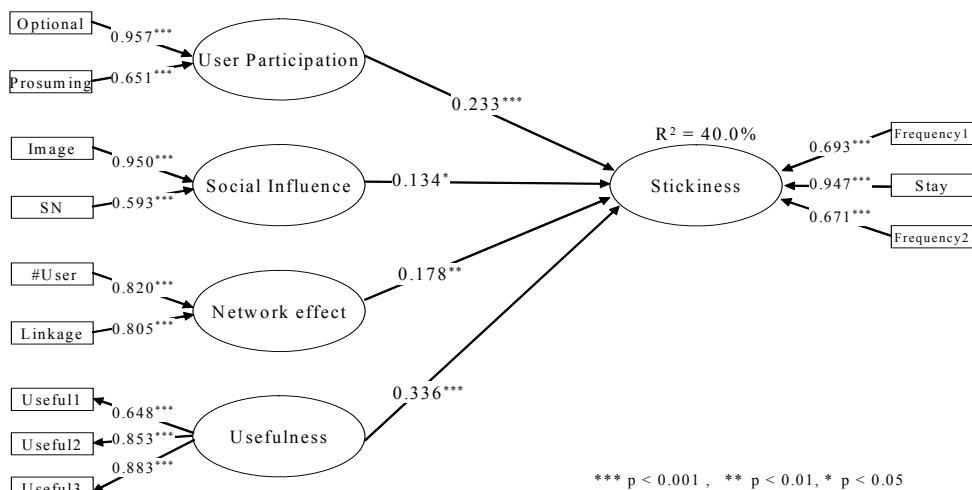 Optional
0.957***
User Participation
Prosuming
0.651***
0.233***
R² = 40.0%
Image
0.950***
Social Influence
SN
0.593***
0.134*
Stickiness
Frequency1
0.693***
Stay
0.947***
0.671***
Frequency2
#User
0.820***
Network effect
Linkage
0.805***
0.178**
Useful1
0.648***
Useful2
0.853***
Usefulness
0.336***
0.883***
Useful3
*** p < 0.001 , ** p < 0.01, * p < 0.05